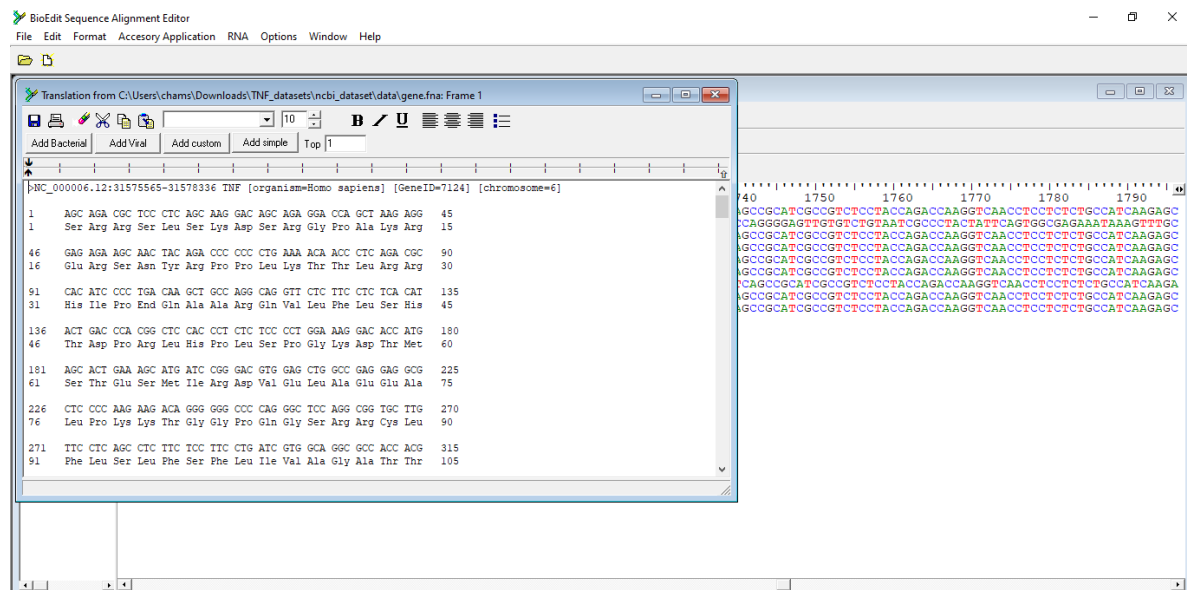 BioEdit Sequence Alignment Editor
File Edit Format Accesory Application RNA Options Window Help
Translation from C:\Users\chams\Downloads\TNF_datasets\ncbi_dataset\data\gene.fna: Frame 1
10 B I U
Add Bacterial Add Viral Add custom Add simple Top 1
>NC_000006.12:31575565-31578336 TNF [organism=Homo sapiens] [GeneID=7124] [chromosome=6]
1 AGC AGA CGC TCC CTC AGC AAG GAC AGC AGA GGA CCA GCT AAG AGG 45
1 Ser Arg Arg Ser Leu Ser Lys Asp Ser Arg Gly Pro Ala Lys Arg 15
46 GAG AGA AGC AAC TAC AGA CCC CCC CTG AAA ACA ACC CTC AGA CGC 90
16 Glu Arg Ser Asn Tyr Arg Pro Pro Leu Lys Thr Thr Leu Arg Arg 30
91 CAC ATC CCC TGA CAA GCT GCC AGG CAG GTT CTC TTC CTC TCA CAT 135
31 His Ile Pro End Gln Ala Ala Arg Gln Val Leu Phe Leu Ser His 45
136 ACT GAC CCA CGG CTC CAC CCT CTC TCC CCT GGA AAG GAC ACC ATG 180
46 Thr Asp Pro Arg Leu His Pro Leu Ser Pro Gly Lys Asp Thr Met 60
181 AGC ACT GAA AGC ATG ATC CGG GAC GTG GAG CTG GCC GAG GAG GCG 225
61 Ser Thr Glu Ser Met Ile Arg Asp Val Glu Leu Ala Glu Glu Ala 75
226 CTC CCC AAG AAG ACA GGG GGG CCC CAG GGC TCC AGG CGG TGC TTG 270
76 Leu Pro Lys Lys Thr Gly Gly Pro Gln Gly Ser Arg Arg Cys Leu 90
271 TTC CTC AGC CTC TTC TCC TTC CTG ATC GTG GCA GGC GCC ACC ACG 315
91 Phe Leu Ser Leu Phe Ser Phe Leu Ile Val Ala Gly Ala Thr Thr 105
740 1750 1760 1770 1780 1790
AGCCGCATCGCCGTCTCCTACCAGACCAAGGTCAACCTCCTCTCTGCCATCAAGAGC
CCAGGGGAGTTGTGTCTGTAATCGCCCTACTATTCAGTGGCGAGAAATAAAGTTTGC
AGCCGCATCGCCGTCTCCTACCAGACCAAGGTCAACCTCCTCTCTGCCATCAAGAGC
AGCCGCATCGCCGTCTCCTACCAGACCAAGGTCAACCTCCTCTCTGCCATCAAGAGC
AGCCGCATCGCCGTCTCCTACCAGACCAAGGTCAACCTCCTCTCTGCCATCAAGAGC
AGCCGCATCGCCGTCTCCTACCAGACCAAGGTCAACCTCCTCTCTGCCATCAAGAGC
TCAGCCGCATCGCCGTCTCCTACCAGACCAAGGTCAACCTCCTCTCTGCCATCAAGA
AGCCGCATCGCCGTCTCCTACCAGACCAAGGTCAACCTCCTCTCTGCCATCAAGAGC
AGCCGCATCGCCGTCTCCTACCAGACCAAGGTCAACCTCCTCTCTGCCATCAAGAGC